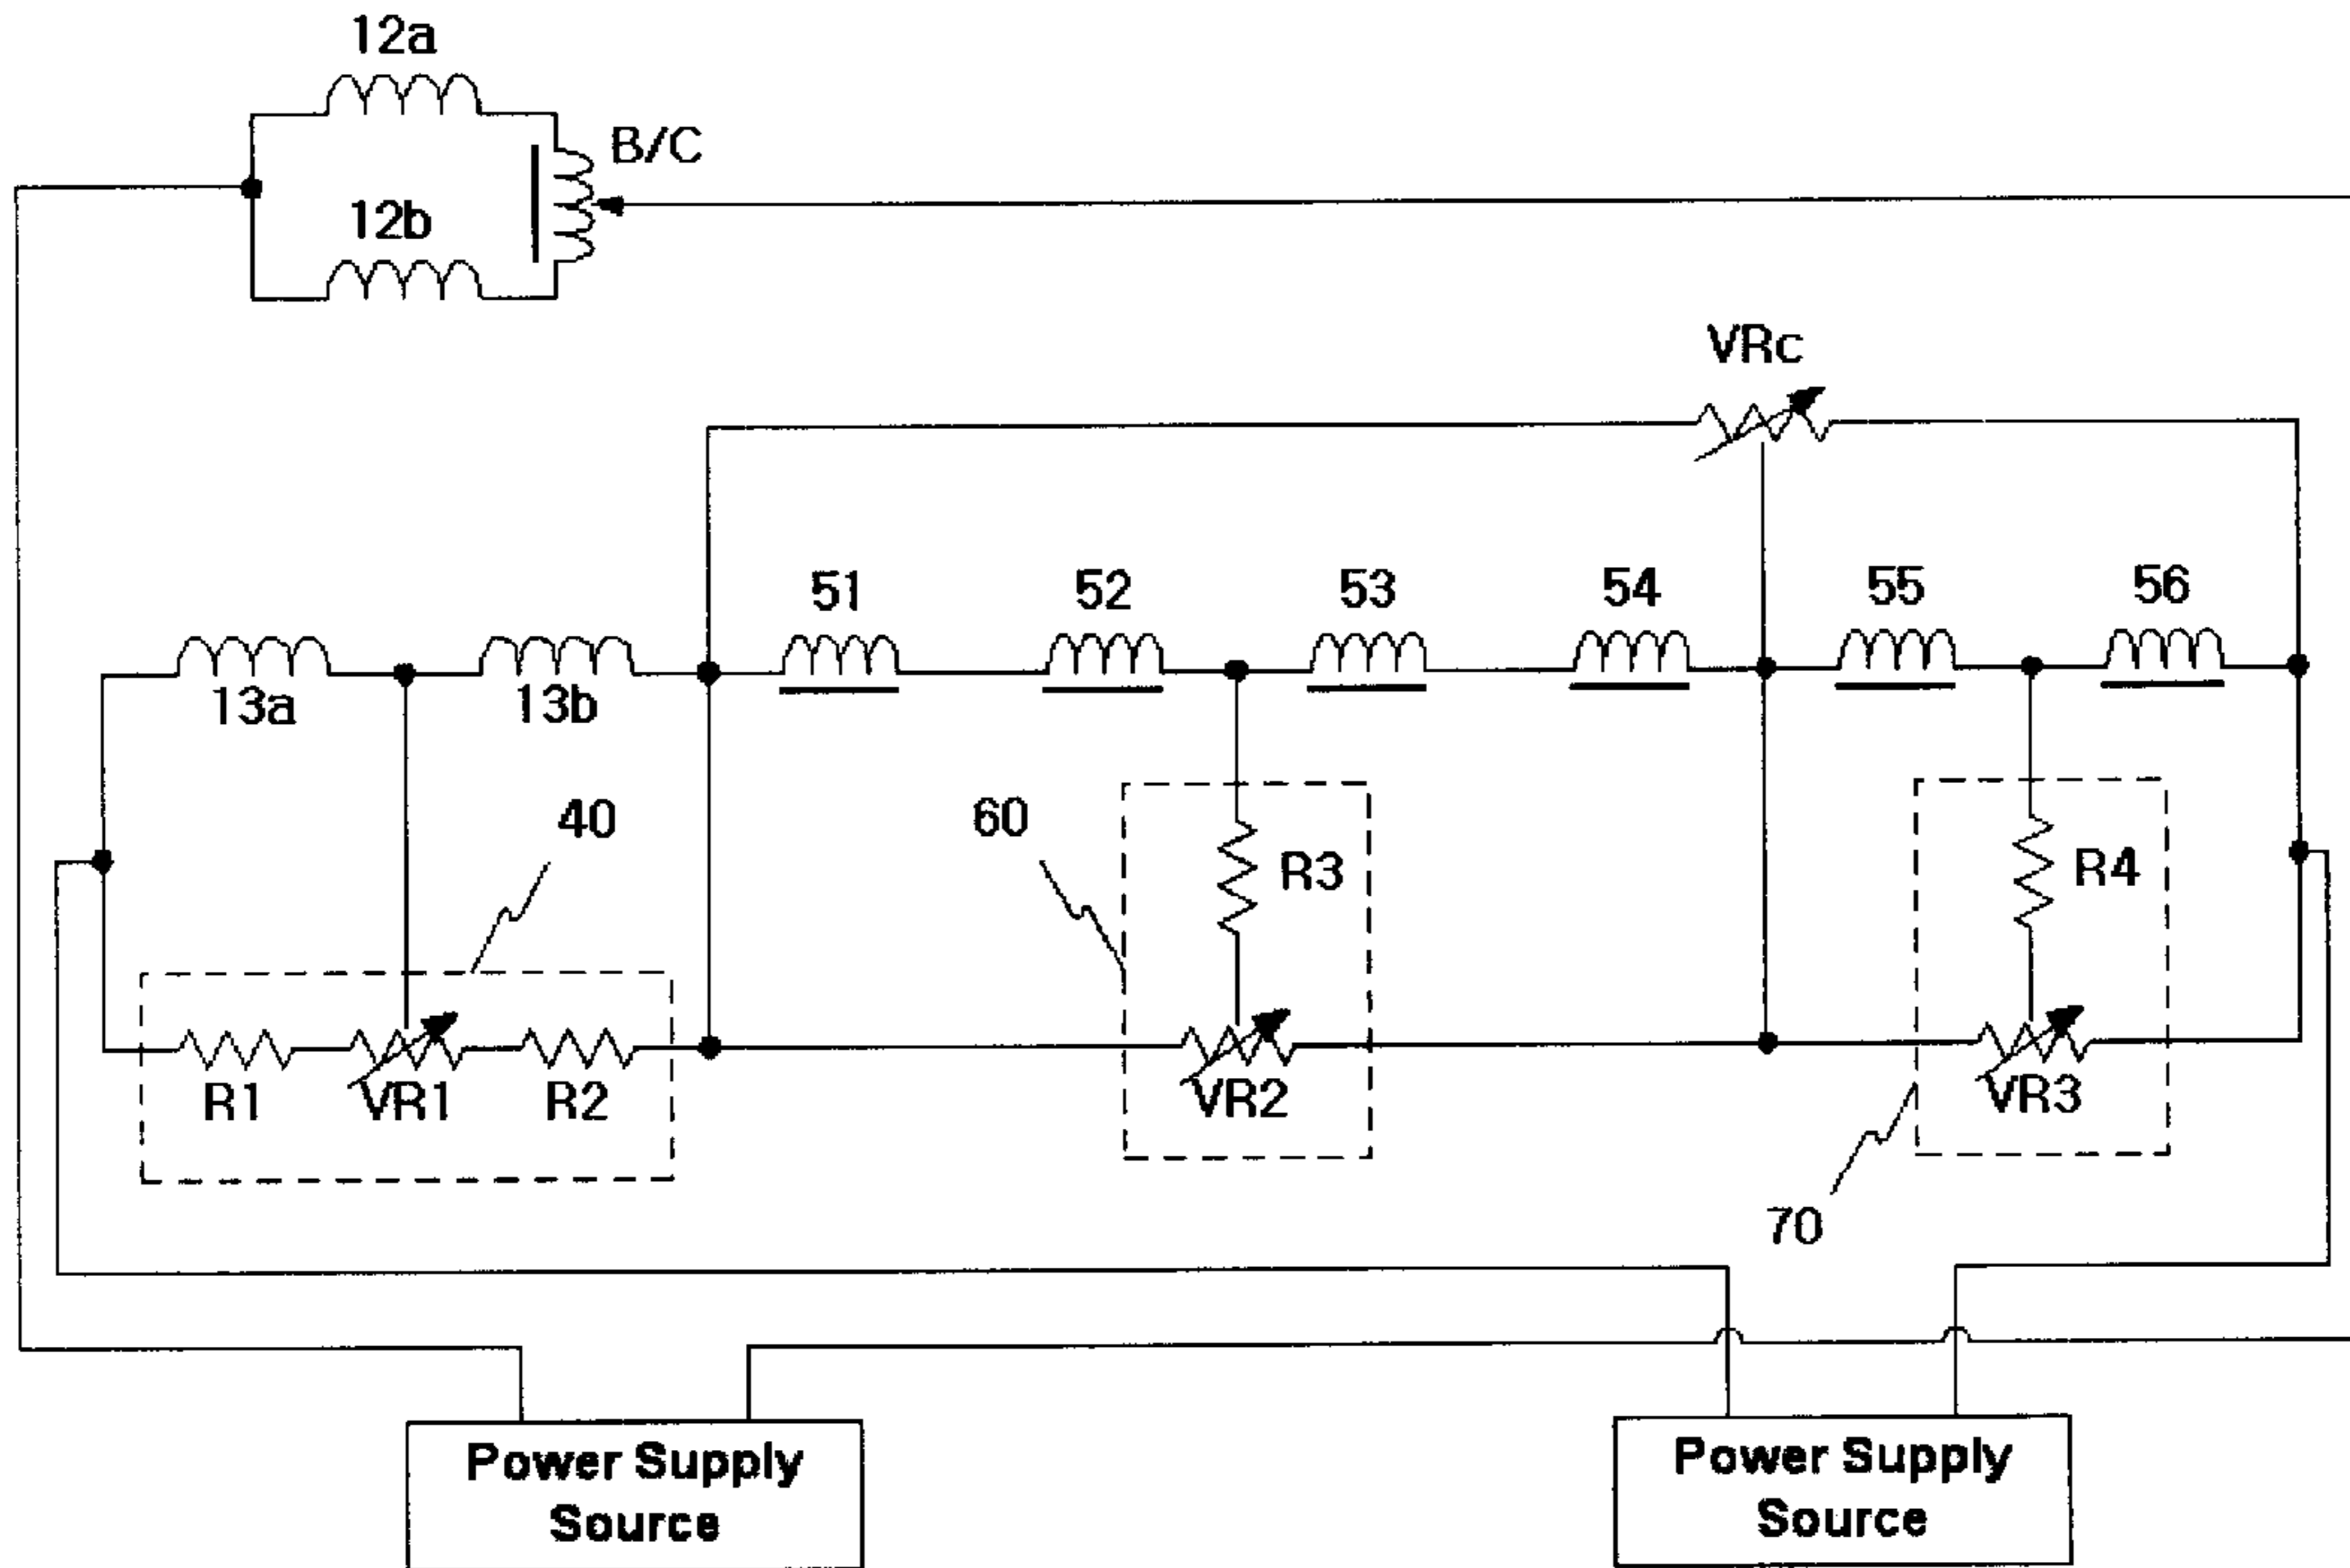 12a
B/C
12b
VRc
51
52
53
54
55
56
13a
13b
40
60
R3
R4
R1
VR1
R2
VR2
VR3
70
Power Supply
Source
Power Supply
Source